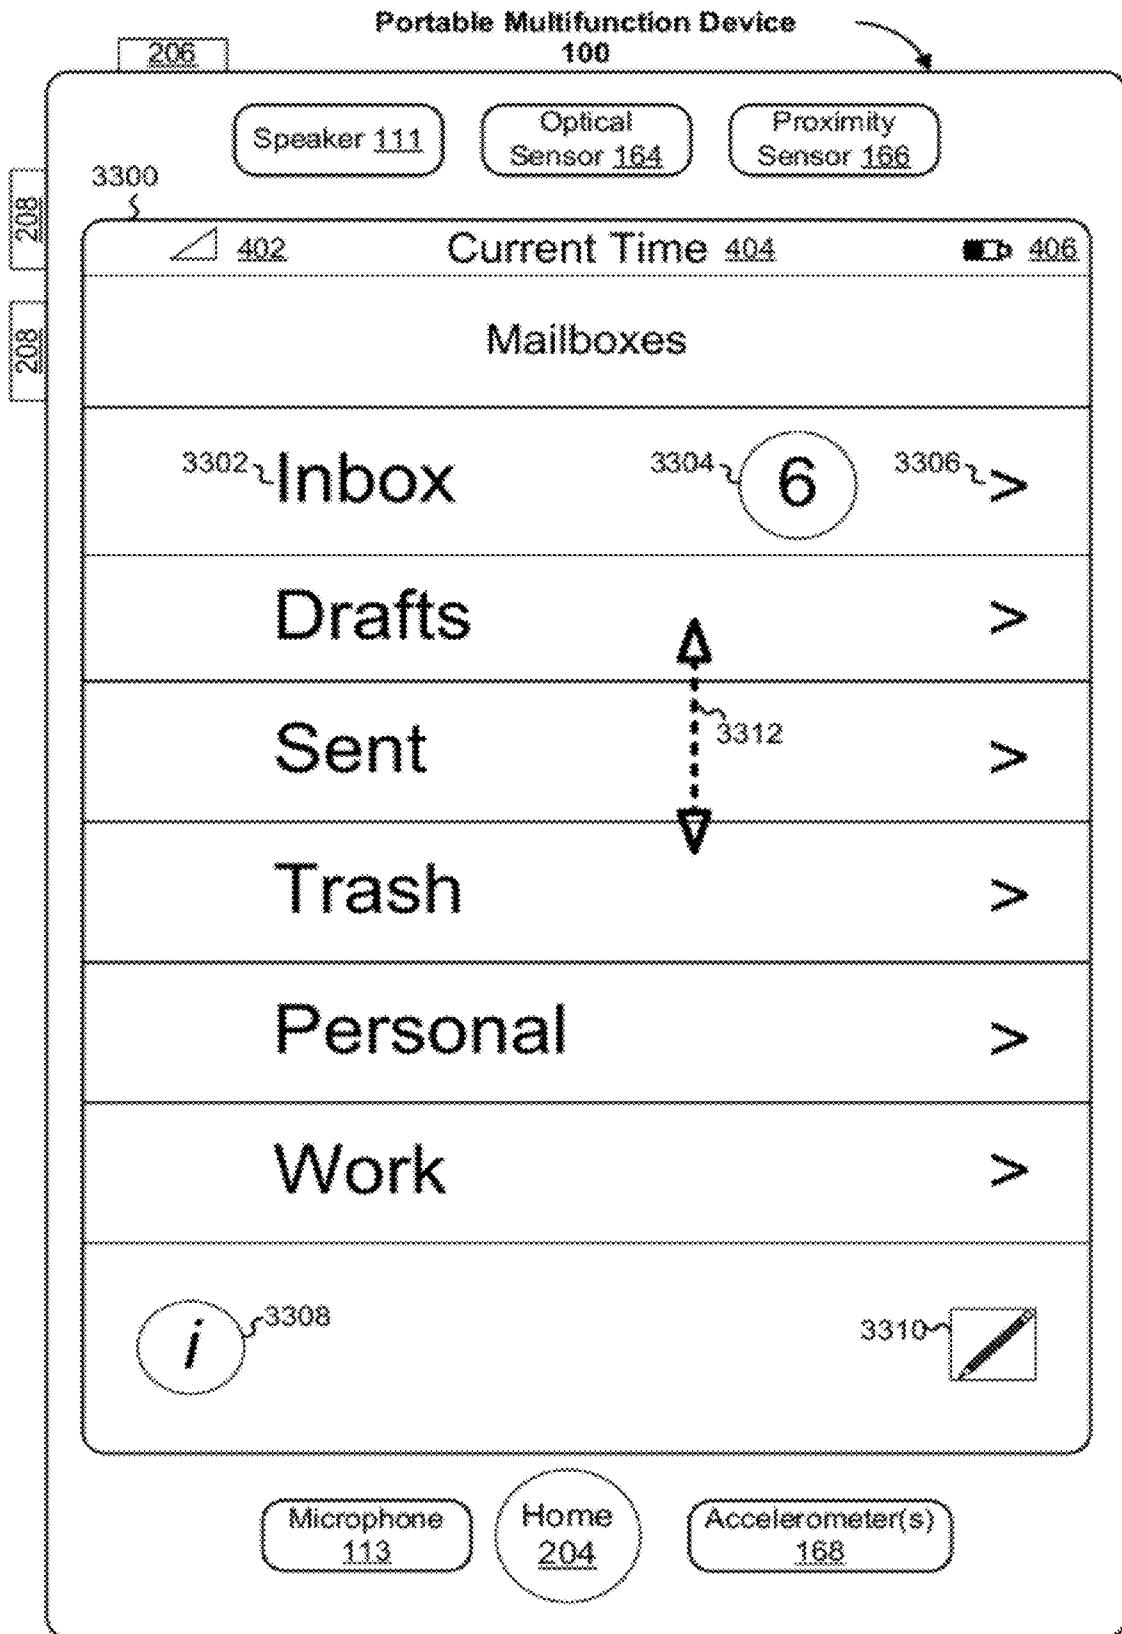 Portable Multifunction Device
100
206
Speaker 111
Optical
Sensor 164
Proximity
Sensor 166
3300
208
208
402
Current Time 404
406
Mailboxes
3302
Inbox
3304
6
3306
>
Drafts
>
3312
Sent
>
Trash
>
Personal
>
Work
>
i
3308
3310
Microphone
113
Home
204
Accelerometer(s)
168